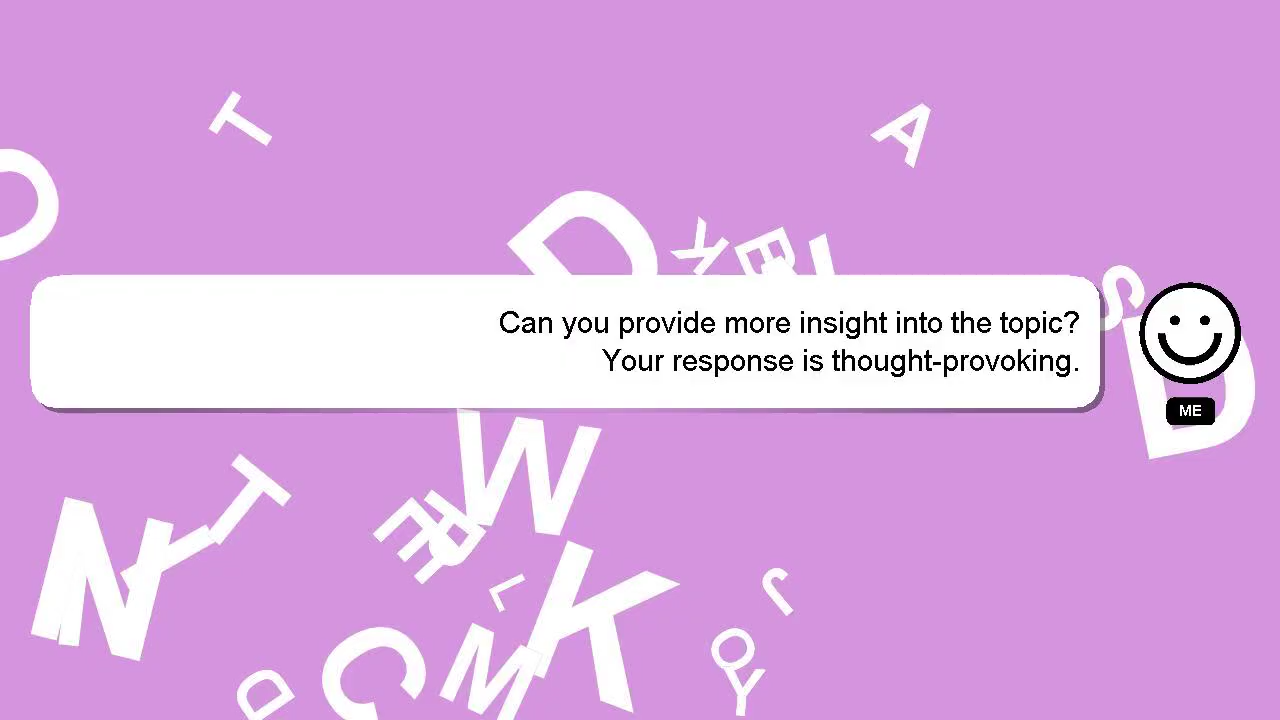 T
A
D
K
E
S
D
Can you provide more insight into the topic?
Your response is thought-provoking.
ME
W
T
N
Y
E
R
L
K
J
C
M
O
Y
D